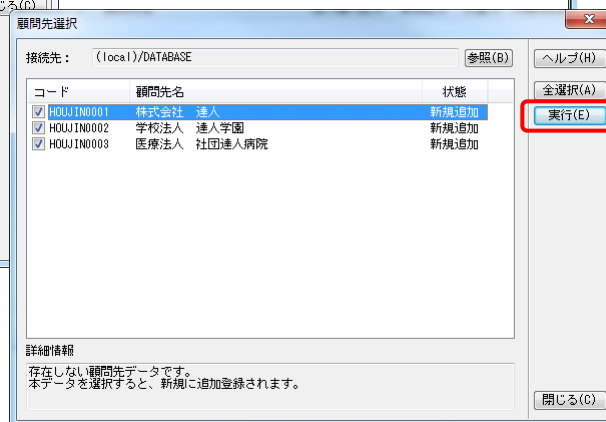 じる(C)
顧問先選択
接続先： (local)/DATABASE 参照(B) ヘルプ(H)
コード 顧問先名 状態 全選択(A)
HOUJIN0001 株式会社 達人 新規追加 実行(E)
HOUJIN0002 学校法人 達人学園 新規追加
HOUJIN0003 医療法人 社団達人病院 新規追加
詳細情報
存在しない顧問先データです。
本データを選択すると、新規に追加登録されます。
閉じる(C)